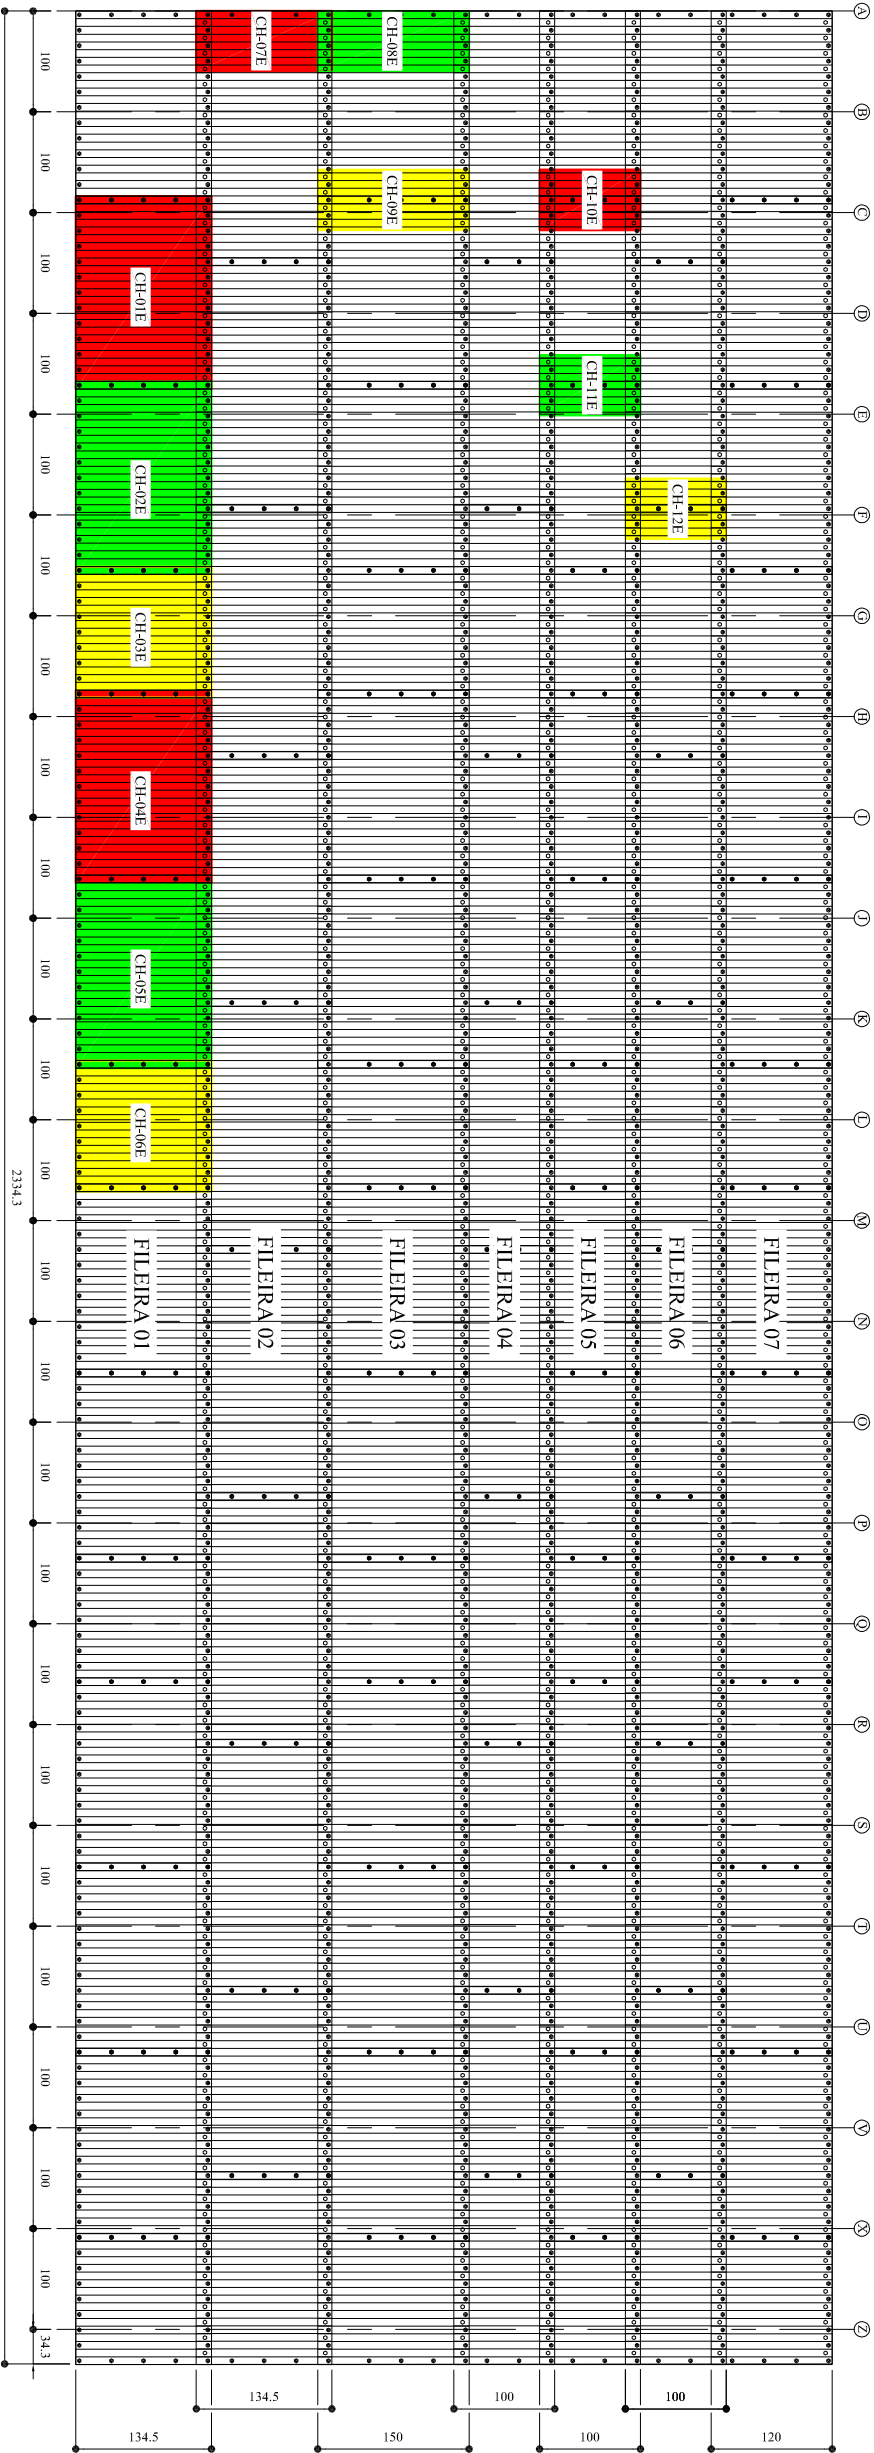 A B C D E F G H I J K L M N O P Q R S T U V X Z
FILEIRA 07
CH-12E
FILEIRA 06
CH-10E
CH-11E
FILEIRA 05
FILEIRA 04
CH-08E
CH-09E
FILEIRA 03
CH-07E
FILEIRA 02
CH-01E
CH-02E
CH-03E
CH-04E
CH-05E
CH-06E
FILEIRA 01
100 100 100 100 100 100 100 100 100 100 100 100 100 100 100 100 100 100 100 100 100 100 100 34.3
2334.3
134.5 100 100
134.5 150 100 120